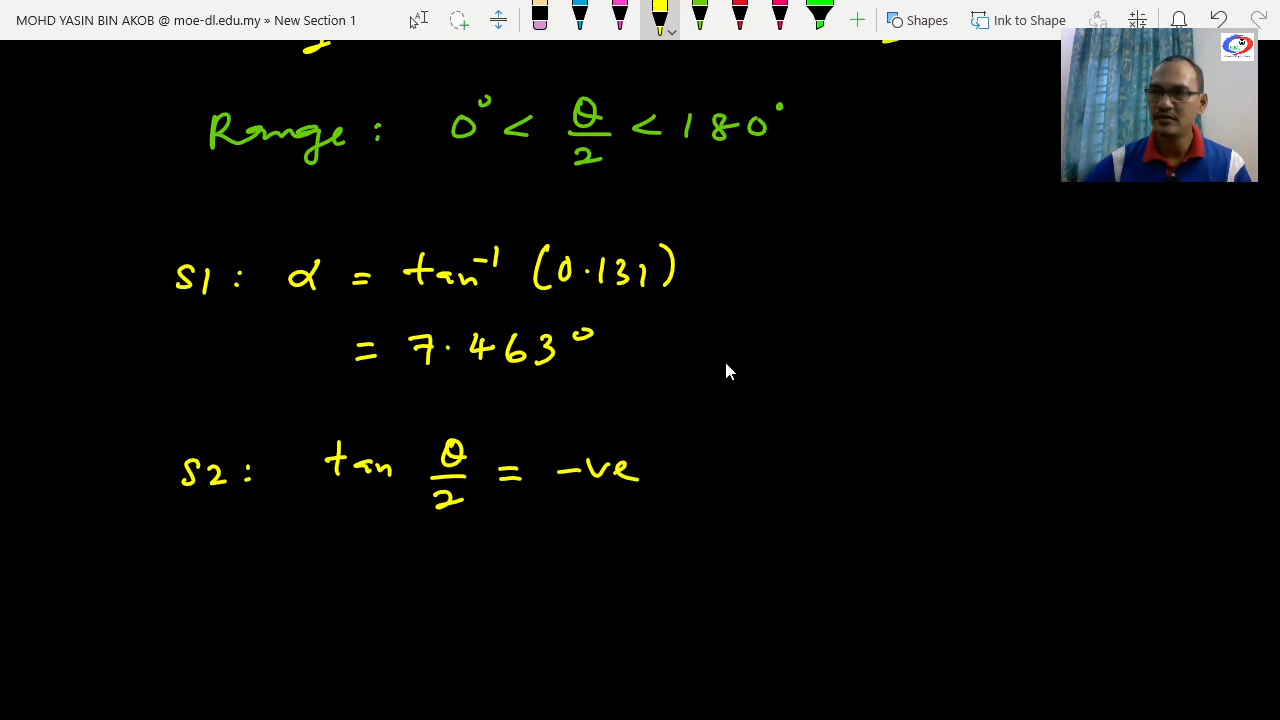 MOHD YASIN BIN AKOB @ moe-dl.edu.my » New Section 1
Shapes
Ink to Shape
Range : 0° < θ/2 < 180°
S1 : α = tan⁻¹ (0.131)
= 7.463°
S2 : tan θ/2 = -ve